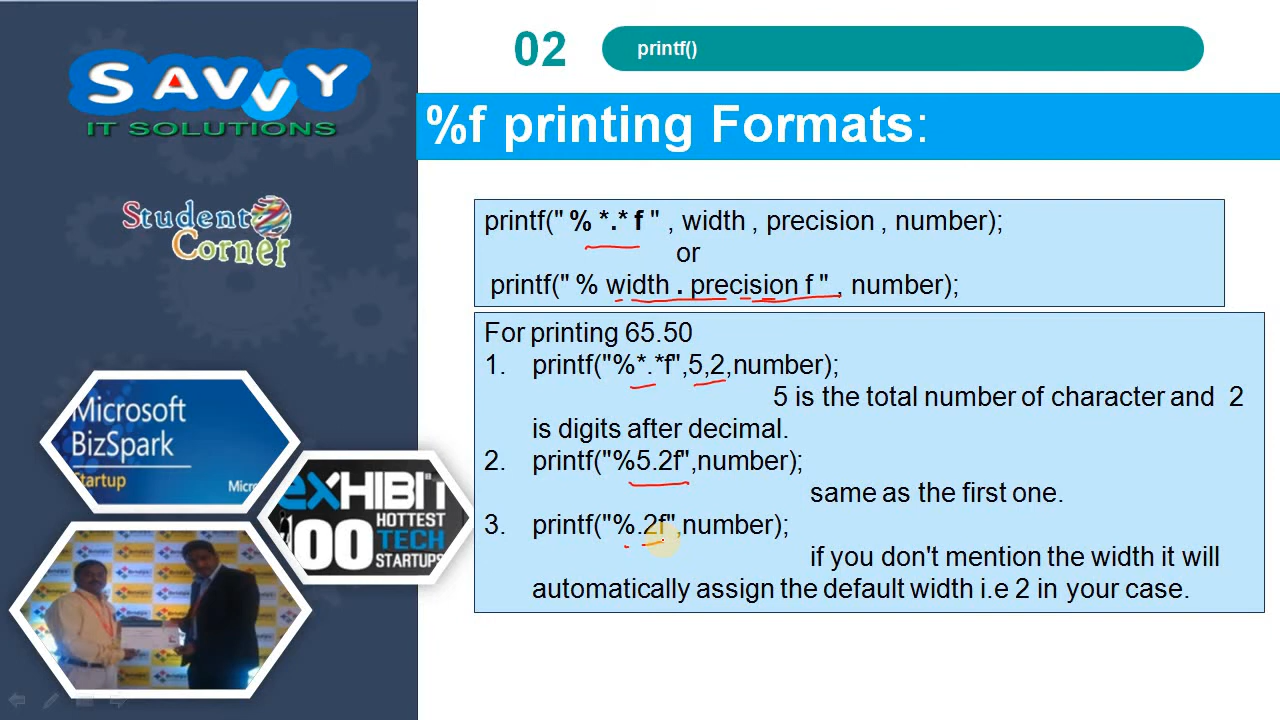 SAVVY
IT SOLUTIONS
Student
Corner
Microsoft
BizSpark
Startup
Micros
eXHIBIT
100
HOTTEST
TECH
STARTUPS
02
printf()
%f printing Formats:
printf(" % *.* f " , width , precision , number);
or
printf(" % width . precision f " , number);
For printing 65.50
1. printf("%*.*f",5,2,number);
5 is the total number of character and 2
is digits after decimal.
2. printf("%5.2f",number);
same as the first one.
3. printf("%.2f",number);
if you don't mention the width it will
automatically assign the default width i.e 2 in your case.